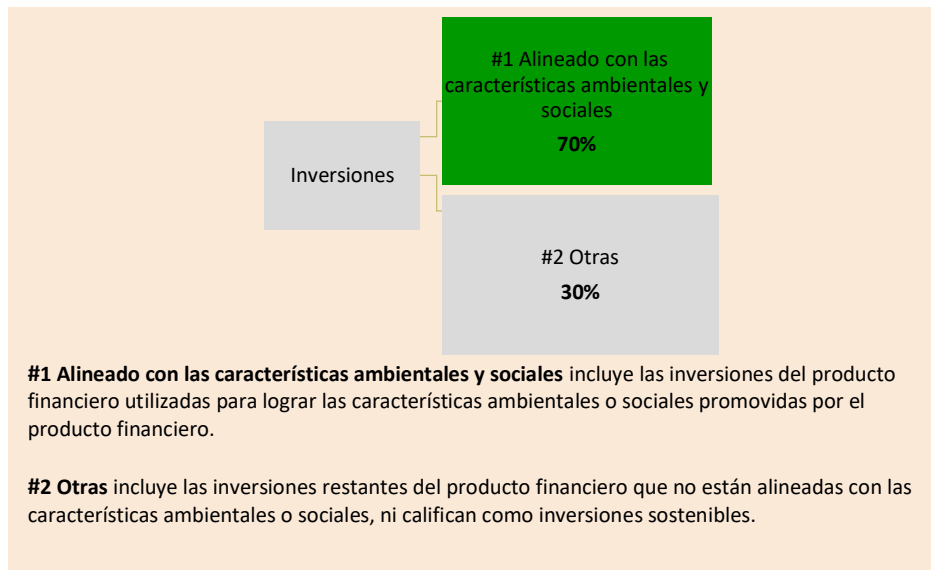 #1 Alineado con las
características ambientales y
sociales
70%
Inversiones
#2 Otras
30%
#1 Alineado con las características ambientales y sociales incluye las inversiones del producto
financiero utilizadas para lograr las características ambientales o sociales promovidas por el
producto financiero.
#2 Otras incluye las inversiones restantes del producto financiero que no están alineadas con las
características ambientales o sociales, ni califican como inversiones sostenibles.